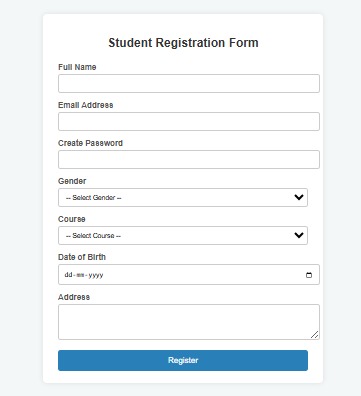 Student Registration Form
Full Name
Email Address
Create Password
Gender
-- Select Gender --
Course
-- Select Course --
Date of Birth
dd-mm-yyyy
Address
Register